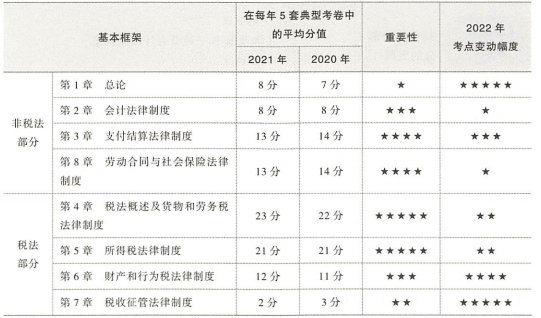 基本框架
在每年 5 套典型考卷中
的平均分值
2021 年
2020 年
重要性
2022 年
考点变动幅度
非税法
部分
第 1 章 总论
8 分
7 分
★
★★★★★
第 2 章 会计法律制度
8 分
8 分
★★★
★
第 3 章 支付结算法律制度
13 分
14 分
★★★★
★★★
第 8 章 劳动合同与社会保险法律
制度
13 分
14 分
★★★★
★
税法
部分
第 4 章 税法概述及货物和劳务税
法律制度
23 分
22 分
★★★★★
★★
第 5 章 所得税法律制度
21 分
21 分
★★★★★
★★
第 6 章 财产和行为税法律制度
12 分
11 分
★★★
★★★★
第 7 章 税收征管法律制度
2 分
3 分
★★
★★★★★